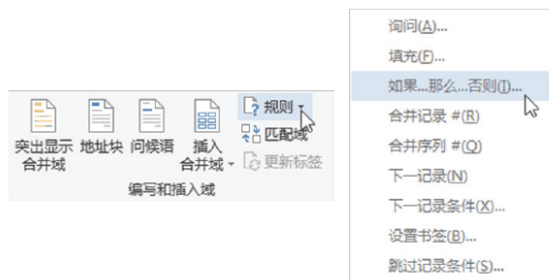 突出显示
合并域
地址块
问候语
插入
合并域
规则
匹配域
更新标签
编写和插入域
询问(A)...
填充(F)...
如果...那么...否则(I)...
合并记录 #(R)
合并序列 #(Q)
下一记录(N)
下一记录条件(X)...
设置书签(B)...
跳过记录条件(S)...